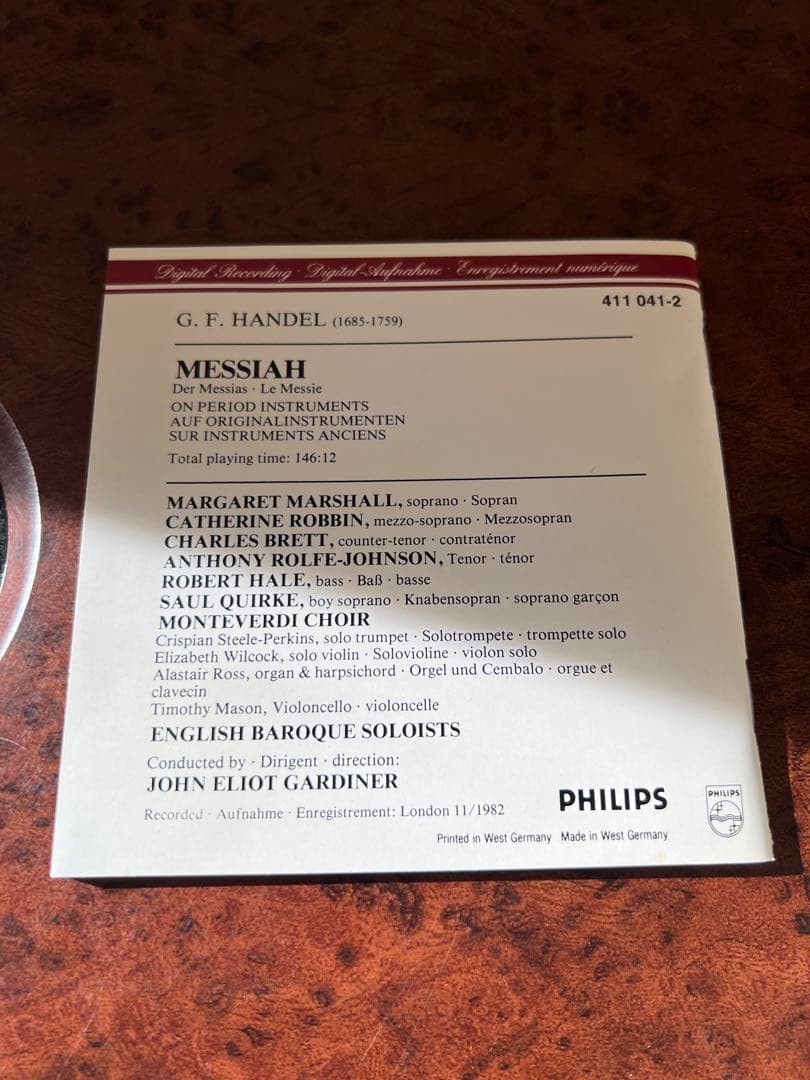 Digital Recording · Digital-Aufnahme · Enregistrement numérique
411 041-2
G. F. HANDEL (1685-1759)
MESSIAH
Der Messias · Le Messie
ON PERIOD INSTRUMENTS
AUF ORIGINALINSTRUMENTEN
SUR INSTRUMENTS ANCIENS
Total playing time: 146:12
MARGARET MARSHALL, soprano · Sopran
CATHERINE ROBBIN, mezzo-soprano · Mezzosopran
CHARLES BRETT, counter-tenor · contraténor
ANTHONY ROLFE-JOHNSON, Tenor · ténor
ROBERT HALE, bass · Baß · basse
SAUL QUIRKE, boy soprano · Knabensopran · soprano garçon
MONTEVERDI CHOIR
Crispian Steele-Perkins, solo trumpet · Solotrompete · trompette solo
Elizabeth Wilcock, solo violin · Solovioline · violon solo
Alastair Ross, organ & harpsichord · Orgel und Cembalo · orgue et
clavecin
Timothy Mason, Violoncello · violoncelle
ENGLISH BAROQUE SOLOISTS
Conducted by · Dirigent · direction:
JOHN ELIOT GARDINER
Recorded · Aufnahme · Enregistrement: London 11/1982
PHILIPS
PHILIPS
Printed in West Germany Made in West Germany